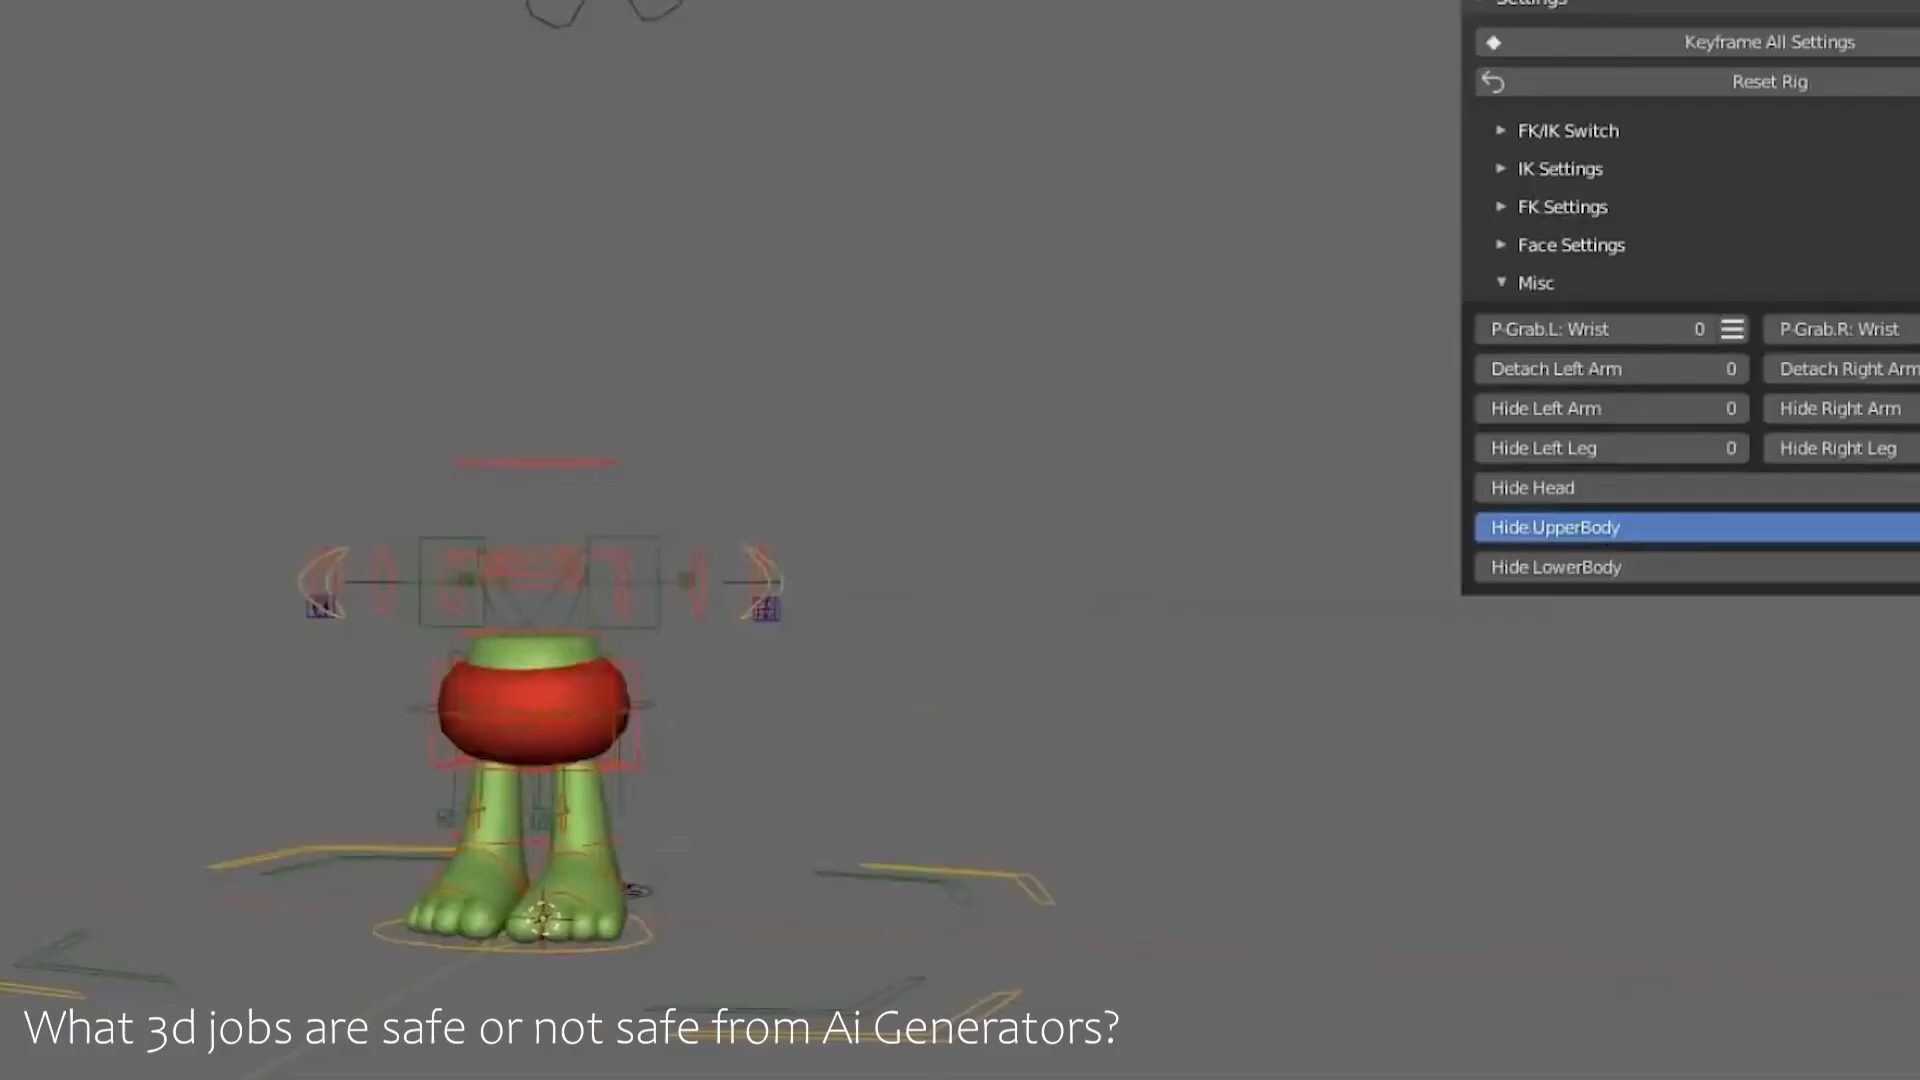 Settings
Keyframe All Settings
Reset Rig
FK/IK Switch
IK Settings
FK Settings
Face Settings
Misc
P-Grab.L: Wrist 0 P-Grab.R: Wrist
Detach Left Arm 0 Detach Right Arm
Hide Left Arm 0 Hide Right Arm
Hide Left Leg 0 Hide Right Leg
Hide Head
Hide UpperBody
Hide LowerBody
What 3d jobs are safe or not safe from Ai Generators?